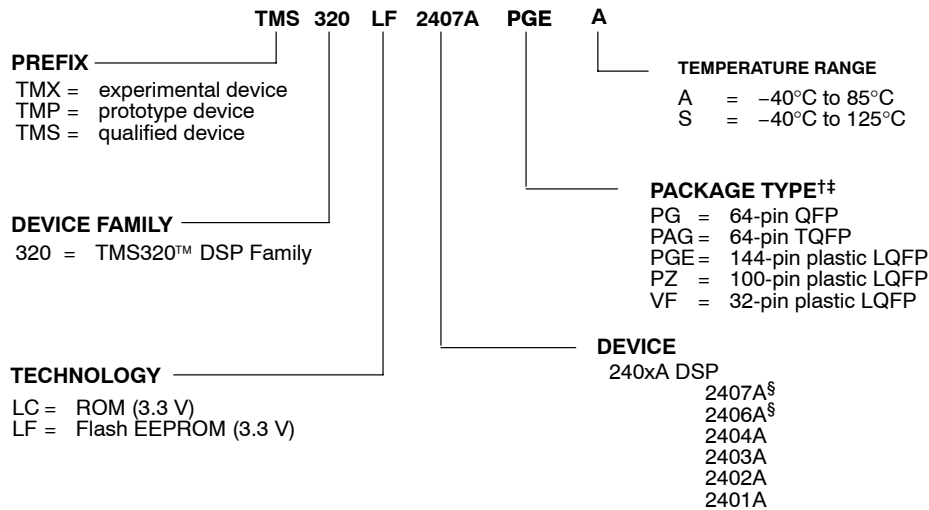 TMS 320 LF 2407A PGE A
PREFIX
TMX = experimental device
TMP = prototype device
TMS = qualified device
TEMPERATURE RANGE
A = −40°C to 85°C
S = −40°C to 125°C
PACKAGE TYPE†‡
PG = 64-pin QFP
PAG = 64-pin TQFP
PGE = 144-pin plastic LQFP
PZ = 100-pin plastic LQFP
VF = 32-pin plastic LQFP
DEVICE FAMILY
320 = TMS320™ DSP Family
DEVICE
240xA DSP
2407A§
2406A§
2404A
2403A
2402A
2401A
TECHNOLOGY
LC = ROM (3.3 V)
LF = Flash EEPROM (3.3 V)